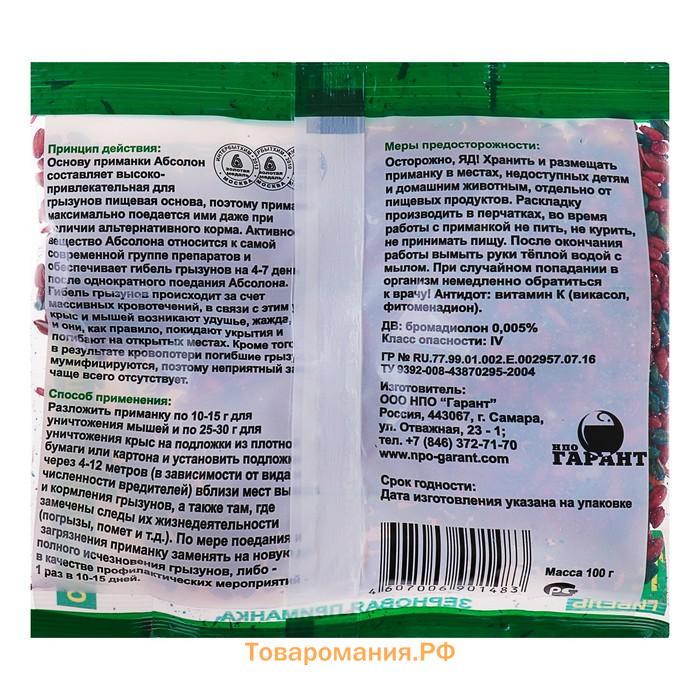 Принцип действия:
Основу приманки Абсолон
составляет высоко-
привлекательная для
грызунов пищевая основа, поэтому
максимально поедается ими даже при
наличии альтернативного корма.
вещество Абсолона относится к самой
современной группе препаратов и
обеспечивает гибель грызунов на 4-7
после однократного поедания Абсолона.
Гибель грызунов происходит за счет
массивных кровотечений, в связи с этим у
крыс и мышей возникают удушье, жажда,
и они, как правило, покидают укрытия и
погибают на открытых местах. Кроме того
в результате кровопотери погибшие
мумифицируются, поэтому неприятный
чаще всего отсутствует.
Способ применения:
Разложить приманку по 10-15 г для
уничтожения мышей и по 25-30 г для
уничтожения крыс на подложки из
бумаги или картона и установить
через 4-12 метров (в зависимости от вида
численности вредителей) вблизи мест
и кормления грызунов, а также там, где
замечены следы их жизнедеятельности
(погрызы, помет и т.д.). По мере поедания и
загрязнения приманку заменять на
полного исчезновения грызунов, либо -
в качестве профилактических мероприятий -
1 раз в 10-15 дней.
ИНТЕРБЫТХИМ
золотая медаль
МОСКВА
золотая медаль
МОСКВА
Меры предосторожности:
Осторожно, ЯД! Хранить и размещать
приманку в местах, недоступных детям
и домашним животным, отдельно от
пищевых продуктов. Раскладку
производить в перчатках, во время
работы с приманкой не пить, не курить,
не принимать пищу. После окончания
работы вымыть руки тёплой водой с
мылом. При случайном попадании в
организм немедленно обратиться
к врачу! Антидот: витамин К (викасол,
фитоменадион).
ДВ: бромадиолон 0,005%
Класс опасности: IV
ГР № RU.77.99.01.002.Е.002957.07.16
ТУ 9392-008-43870295-2004
Изготовитель:
ООО НПО "Гарант"
Россия, 443067, г. Самара,
ул. Отважная, 23 - 1;
тел. +7 (846) 372-71-70
www.npo-garant.com
НПО
ГАРАНТ
Срок годности:
Дата изготовления указана на упаковке
4607006901483
Масса 100 г
РС
ЗЕРНОВАЯ ПРИМАНКА
Товаромания.РФ